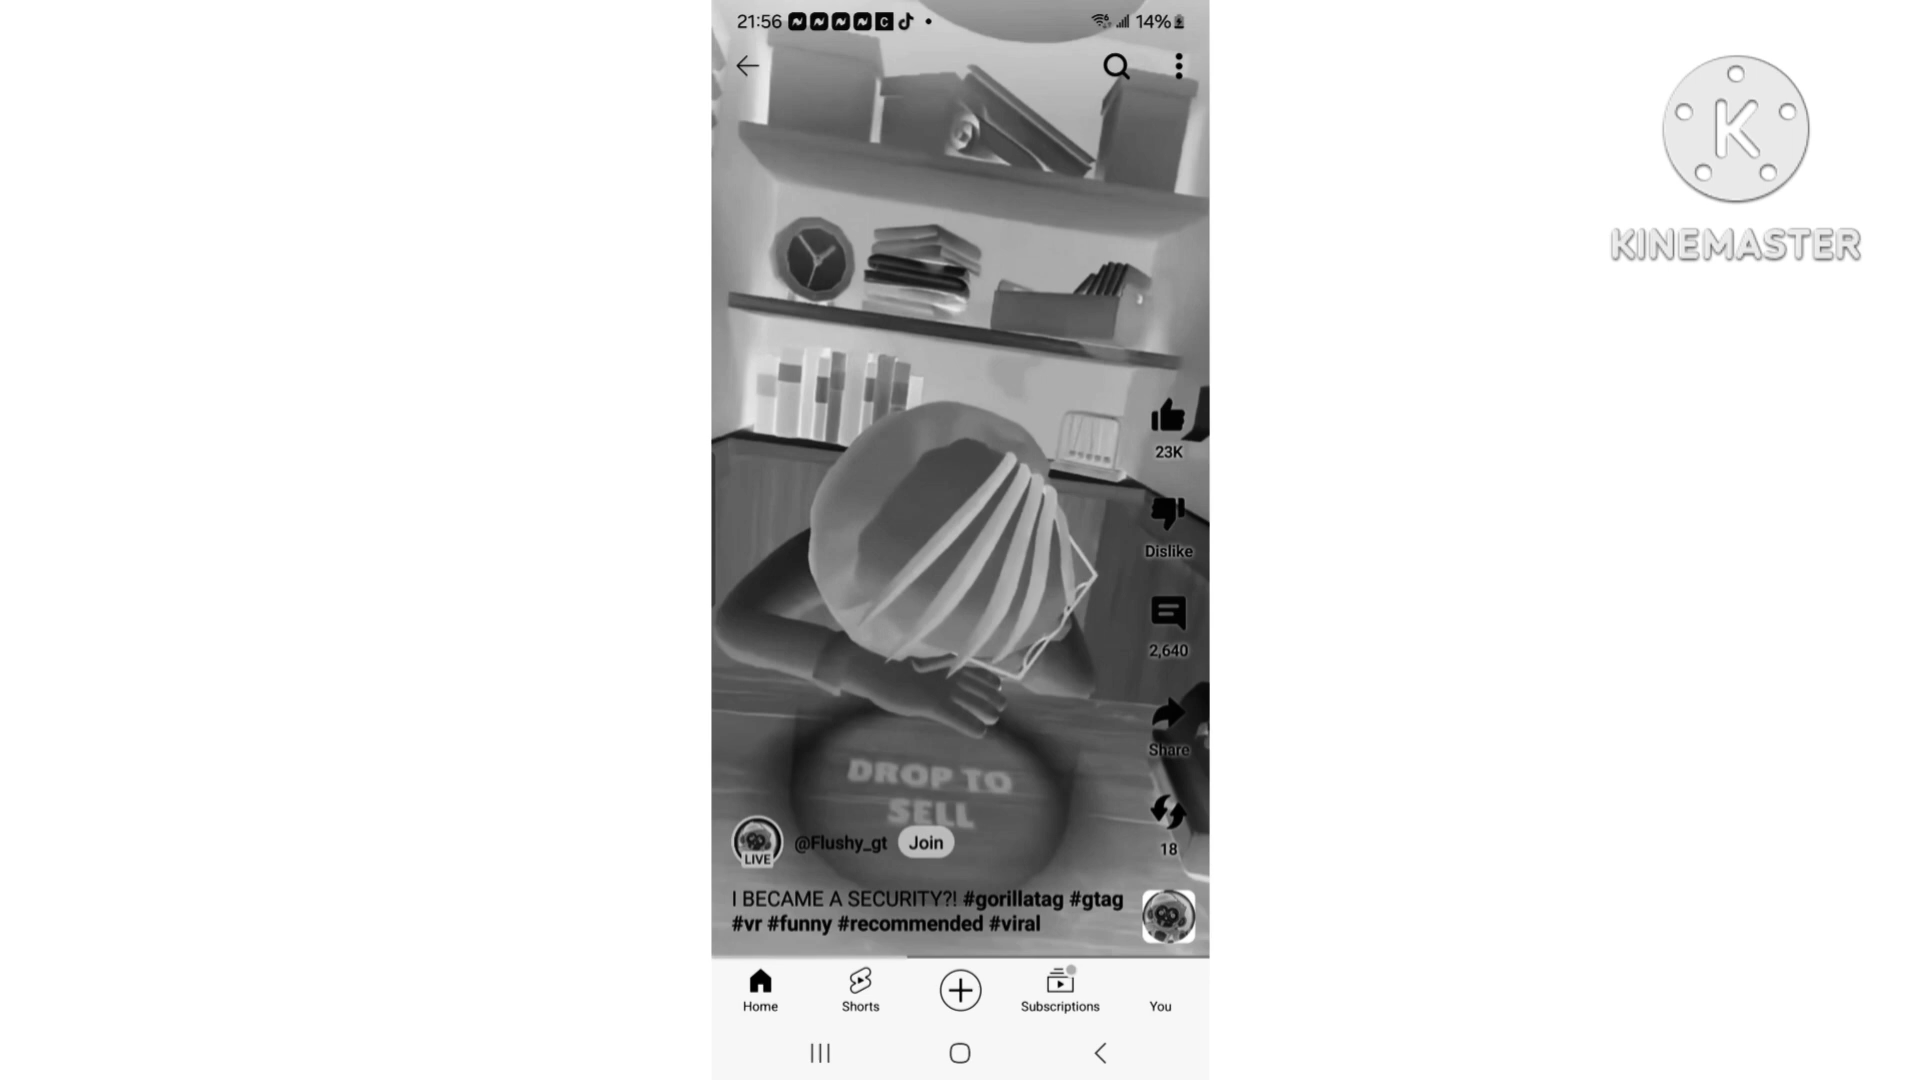 21:56
14%
K
KINEMASTER
23K
Dislike
2,640
Share
18
DROP TO
SELL
LIVE
@Flushy_gt
Join
I BECAME A SECURITY?! #gorillatag #gtag
#vr #funny #recommended #viral
Home
Shorts
Subscriptions
You